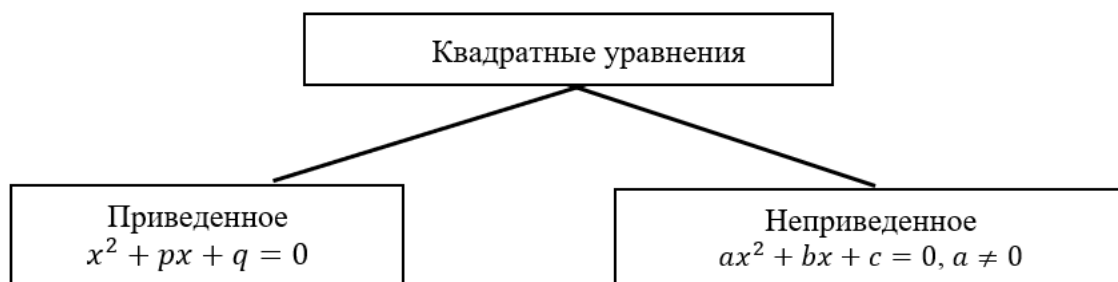 Квадратные уравнения
Приведенное
x² + px + q = 0
Неприведенное
ax² + bx + c = 0, a ≠ 0